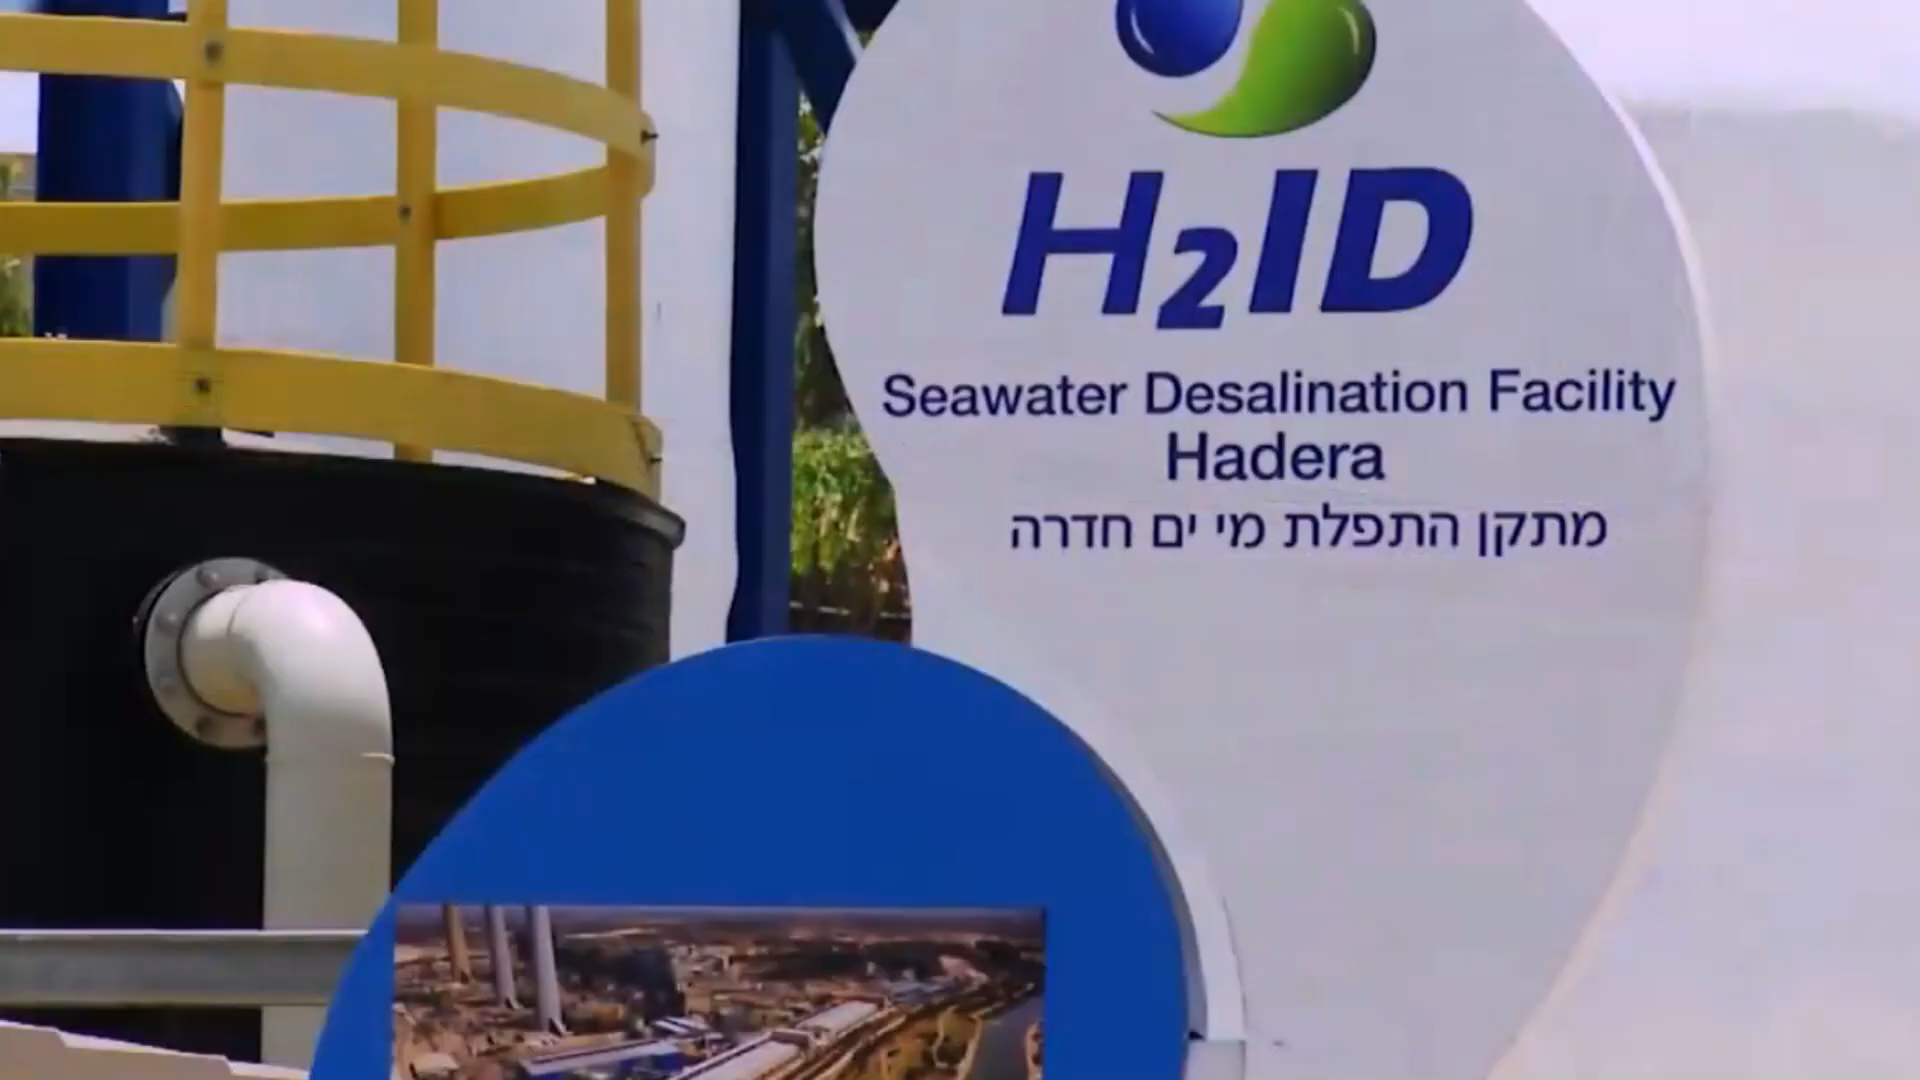 H2ID
Seawater Desalination Facility
Hadera
מתקן התפלת מי ים חדרה